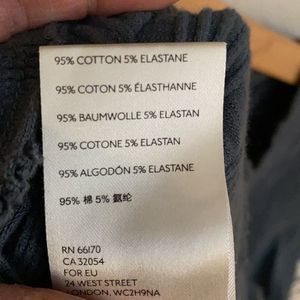 95% COTTON 5% ELASTANE
95% COTON 5% ÉLASTHANNE
95% BAUMWOLLE 5% ELASTAN
95% COTONE 5% ELASTAN
95% ALGODÓN 5% ELASTANE
95% 棉 5% 氨纶
RN 66170
CA 32054
FOR EU
24 WEST STREET
LONDON, WC2H9NA